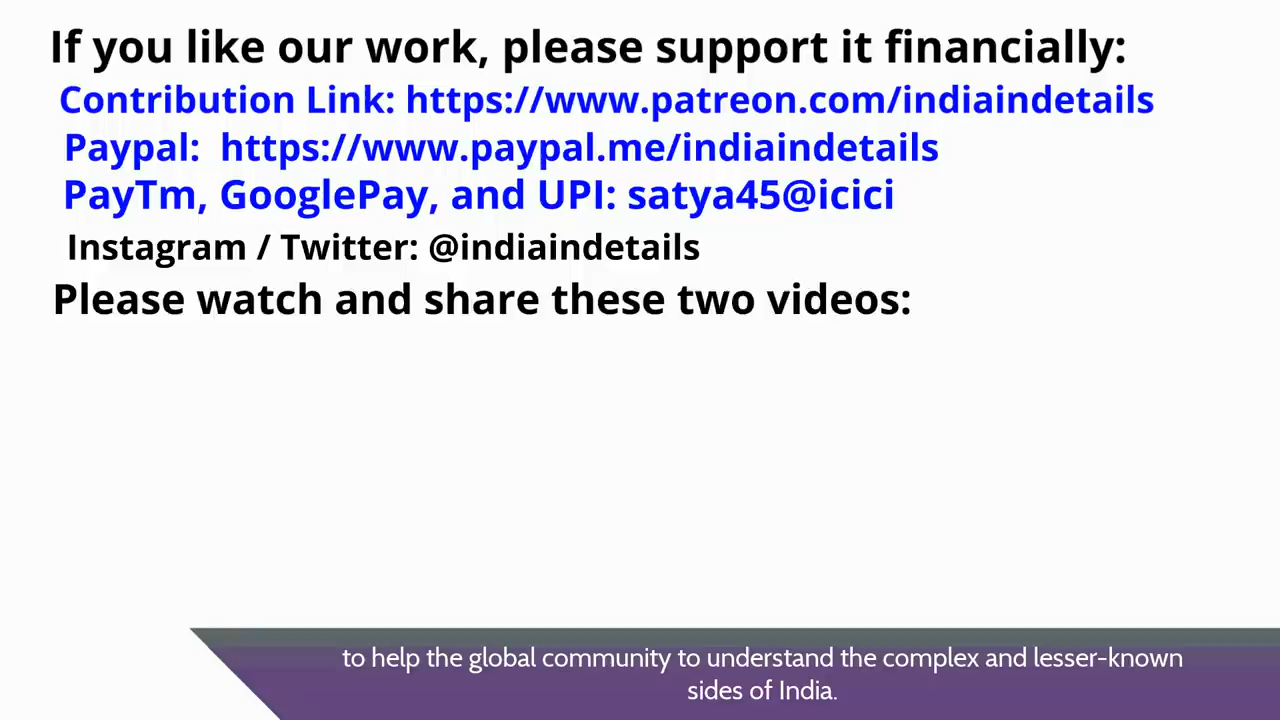 If you like our work, please support it financially:
Contribution Link: https://www.patreon.com/indiaindetails
Paypal: https://www.paypal.me/indiaindetails
PayTm, GooglePay, and UPI: satya45@icici
Instagram / Twitter: @indiaindetails
Please watch and share these two videos:
to help the global community to understand the complex and lesser-known
sides of India.